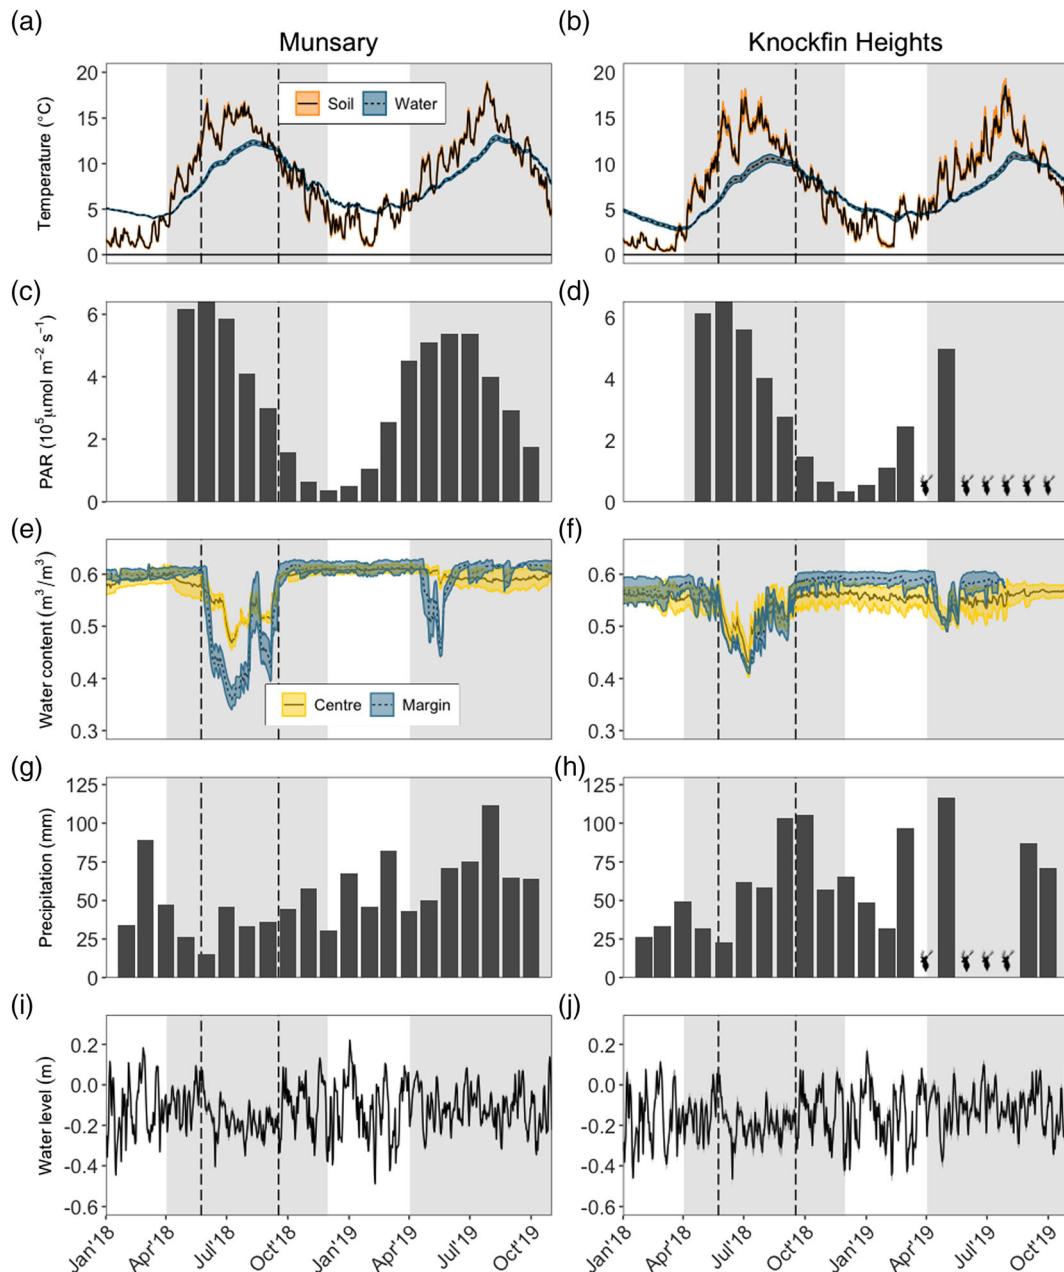 (a)
(b)
Munsary
Knockfin Heights
Temperature (°C)
20
15
10
5
0
Soil
Water
20
15
10
5
0
(c)
(d)
PAR (10⁵μmol m⁻² s⁻¹)
6
4
2
0
6
4
2
0
(e)
(f)
Water content (m³/m³)
0.6
0.5
0.4
0.3
Centre
Margin
0.6
0.5
0.4
0.3
(g)
(h)
Precipitation (mm)
125
100
75
50
25
0
125
100
75
50
25
0
(i)
(j)
Water level (m)
0.2
0.0
-0.2
-0.4
-0.6
0.2
0.0
-0.2
-0.4
-0.6
Jan'18
Apr'18
Jul'18
Oct'18
Jan'19
Apr'19
Jul'19
Oct'19
Jan'18
Apr'18
Jul'18
Oct'18
Jan'19
Apr'19
Jul'19
Oct'19